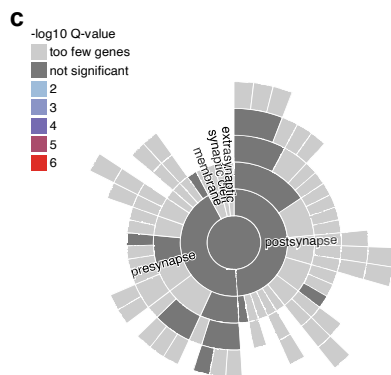 c
-log10 Q-value
too few genes
not significant
2
3
4
5
6
extrasynaptic
synaptic cleft
membrane
postsynapse
presynapse